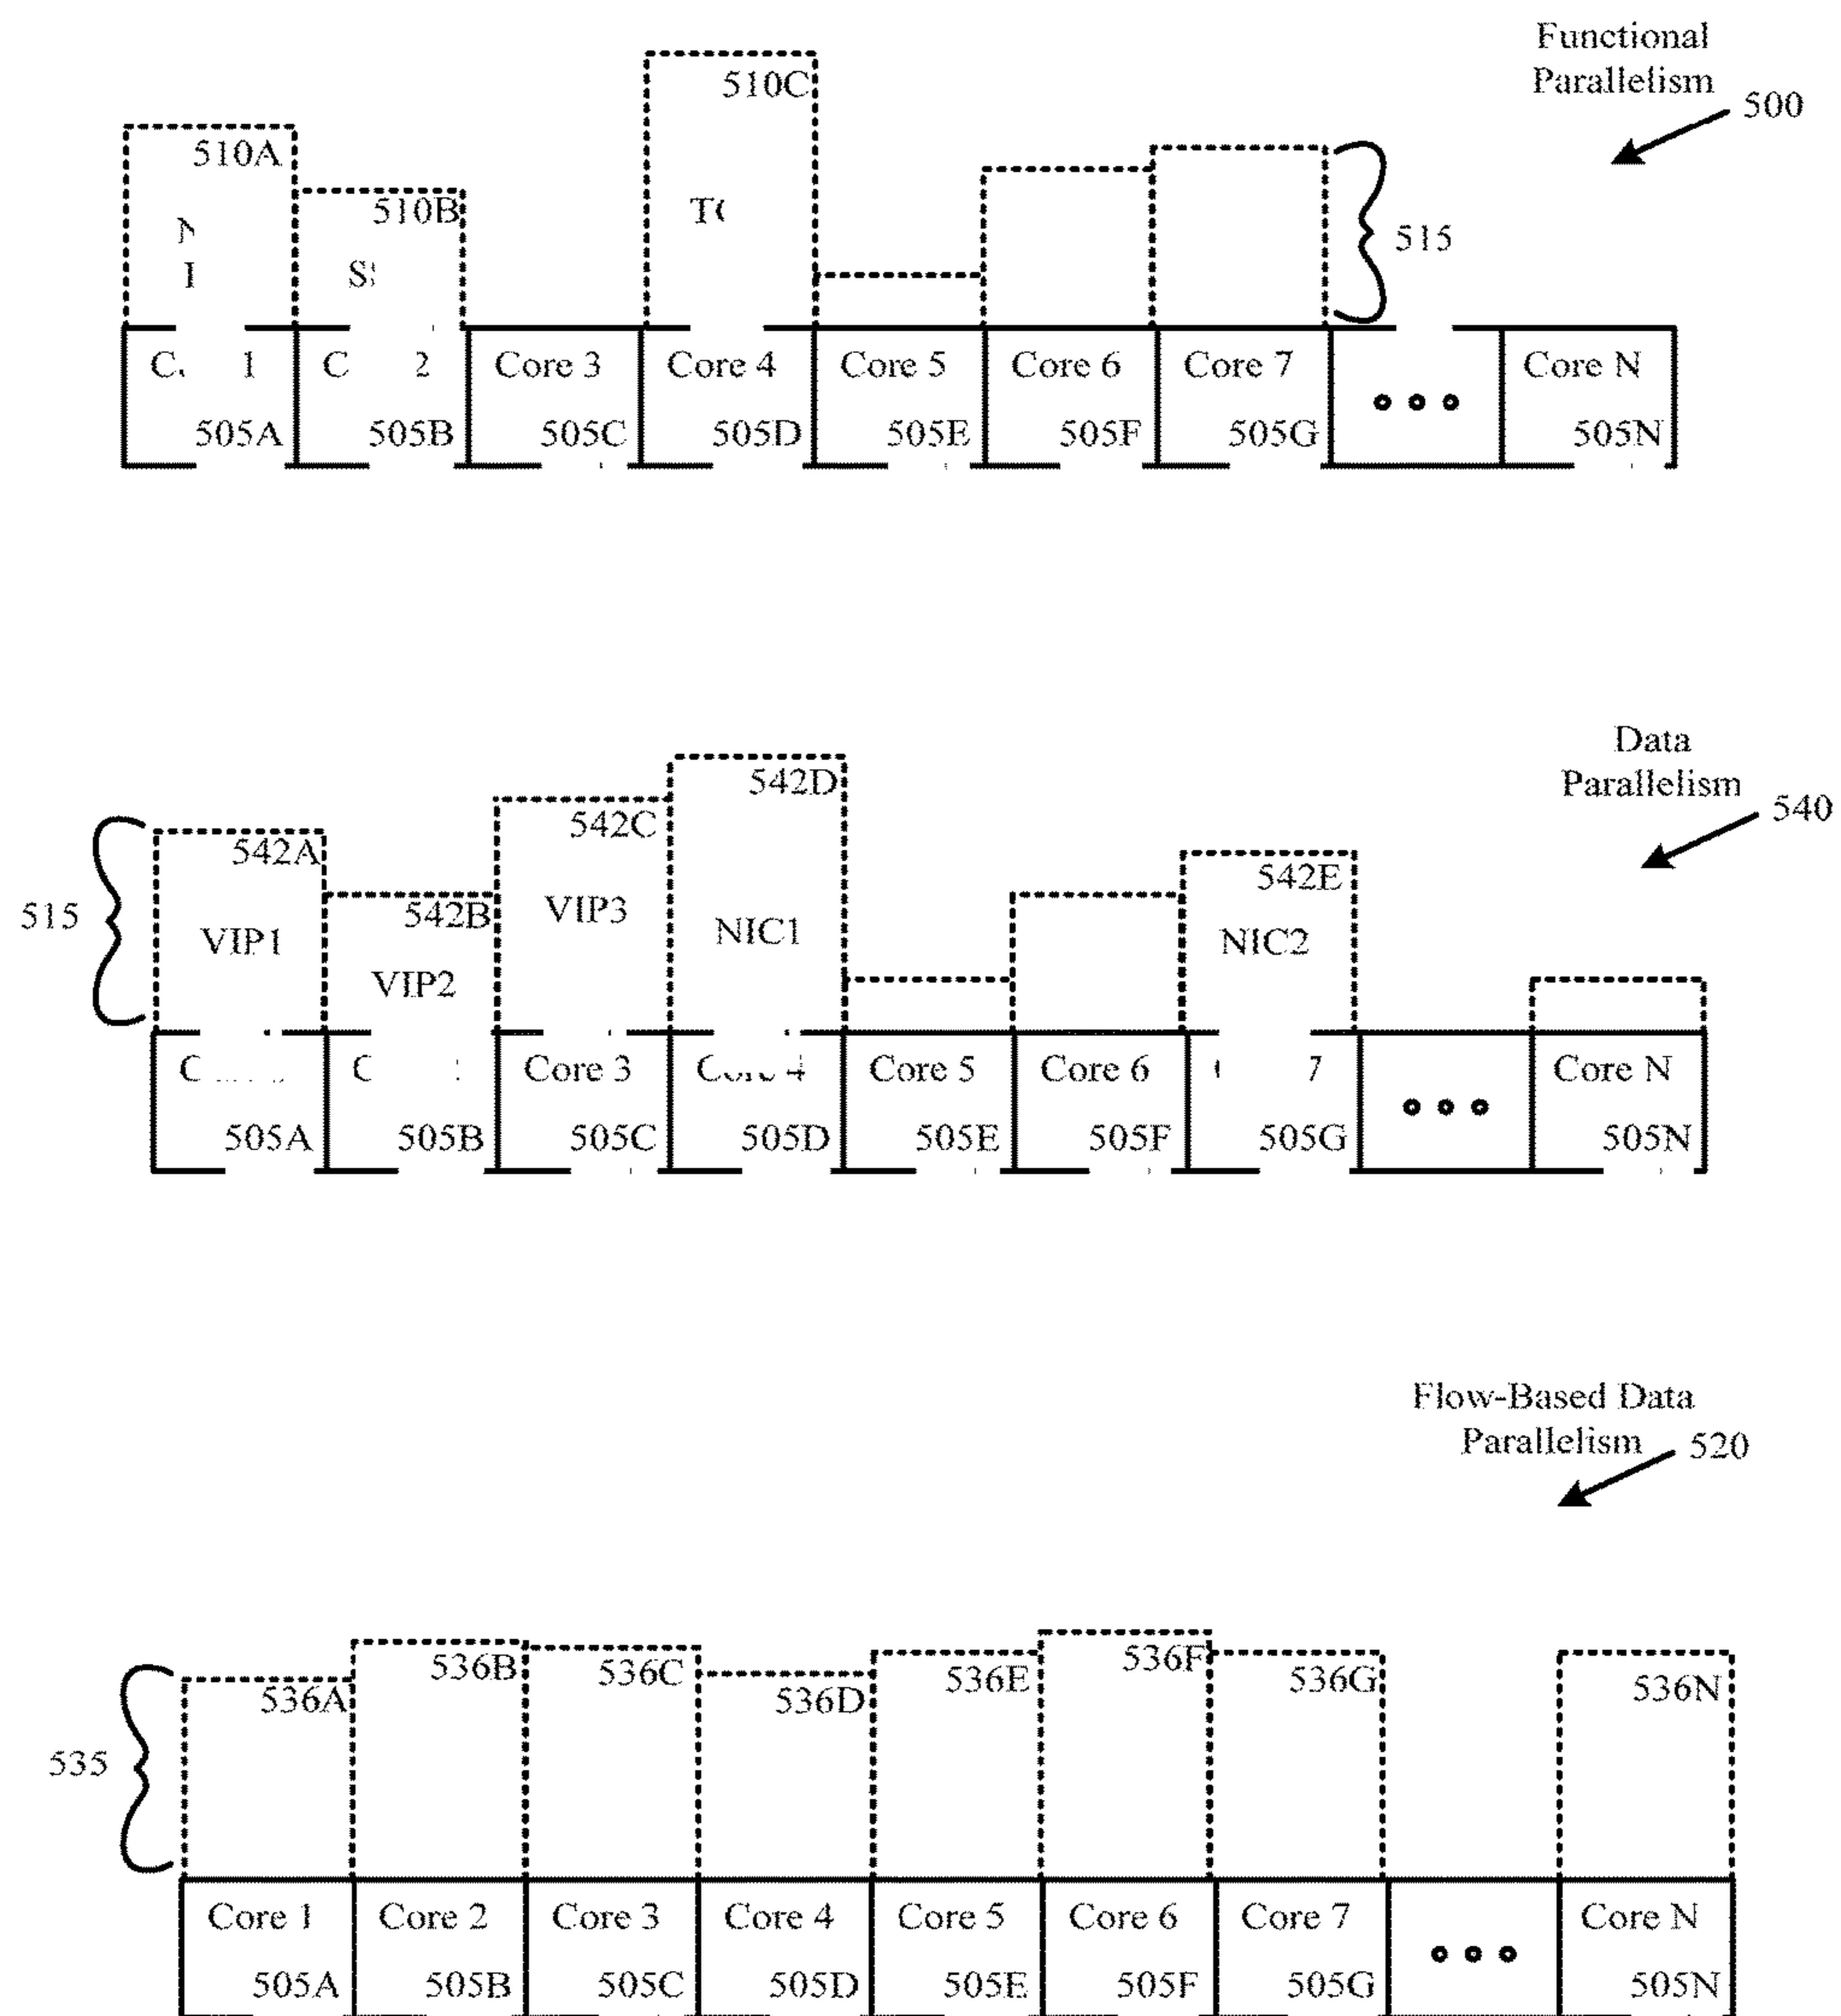 Functional
Parallelism
500
510C
510A
510B
515
Core 3
Core 4
Core 5
Core 6
Core 7
Core N
505A
505B
505C
505D
505E
505F
505G
505N
Data
Parallelism
540
542D
542C
542A
542E
542B
515
VIP1
VIP2
VIP3
NIC1
NIC2
Core 3
Core 5
Core 6
Core N
505A
505B
505C
505D
505E
505F
505G
505N
Flow-Based Data
Parallelism
520
536A
536B
536C
536D
536E
536F
536G
536N
535
Core 1
Core 2
Core 3
Core 4
Core 5
Core 6
Core 7
Core N
505A
505B
505C
505D
505E
505F
505G
505N